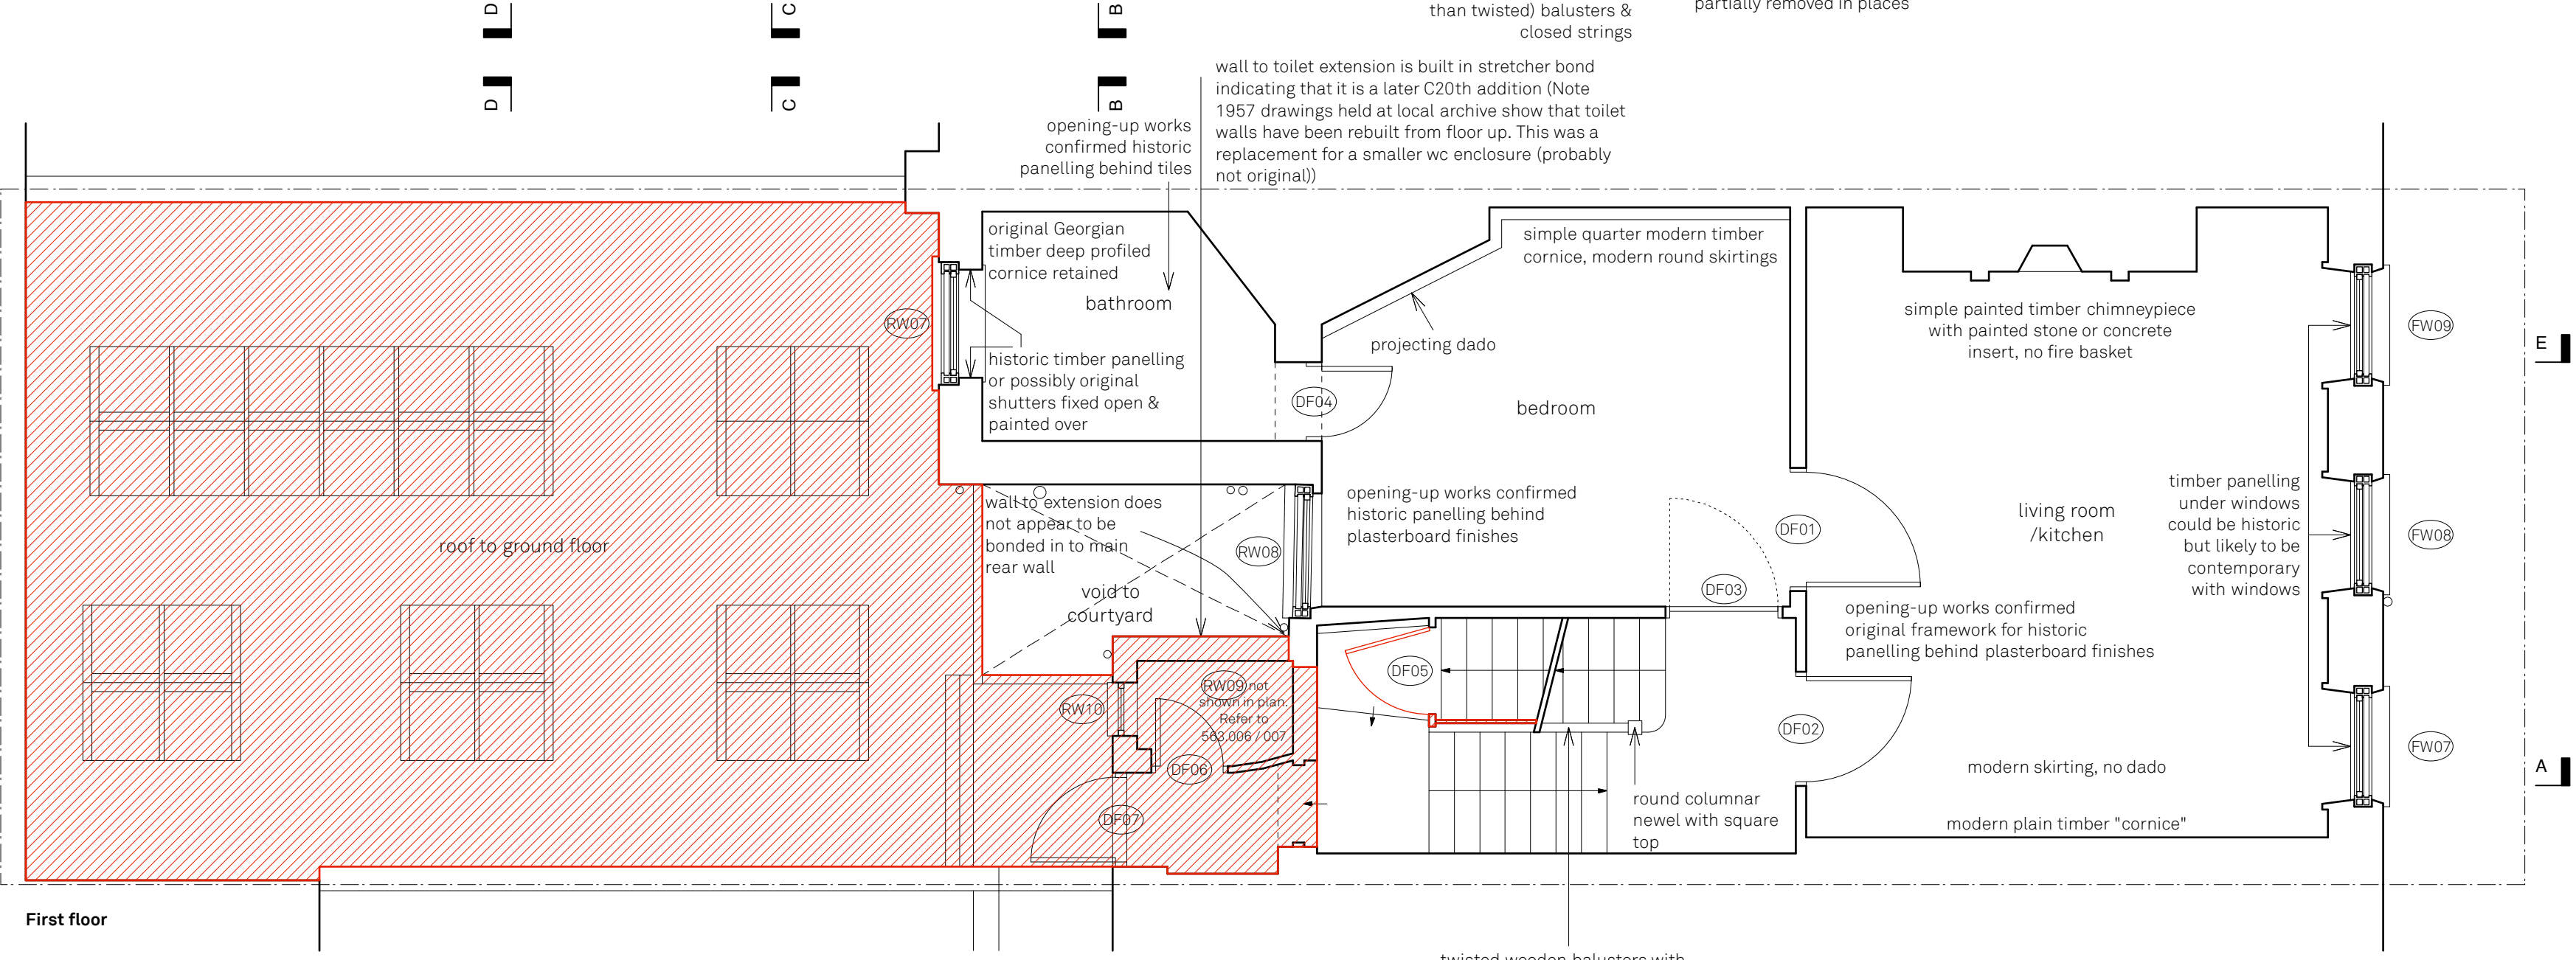 D
C
B
than twisted) balusters &
closed strings
partially removed in places
D
C
B
wall to toilet extension is built in stretcher bond
indicating that it is a later C20th addition (Note
1957 drawings held at local archive show that toilet
walls have been rebuilt from floor up. This was a
replacement for a smaller wc enclosure (probably
not original))
opening-up works
confirmed historic
panelling behind tiles
original Georgian
timber deep profiled
cornice retained
bathroom
RW07
historic timber panelling
or possibly original
shutters fixed open &
painted over
simple quarter modern timber
cornice, modern round skirtings
projecting dado
DF04
bedroom
simple painted timber chimneypiece
with painted stone or concrete
insert, no fire basket
FW09
E
roof to ground floor
wall to extension does
not appear to be
bonded in to main
rear wall
RW08
void to
courtyard
opening-up works confirmed
historic panelling behind
plasterboard finishes
DF01
DF03
living room
/kitchen
timber panelling
under windows
could be historic
but likely to be
contemporary
with windows
FW08
opening-up works confirmed
original framework for historic
panelling behind plasterboard finishes
DF05
RW09 not
shown in plan.
Refer to
563.006 / 007
RW10
DF06
DF07
DF02
round columnar
newel with square
top
modern skirting, no dado
modern plain timber "cornice"
FW07
A
First floor
twisted wooden balusters with